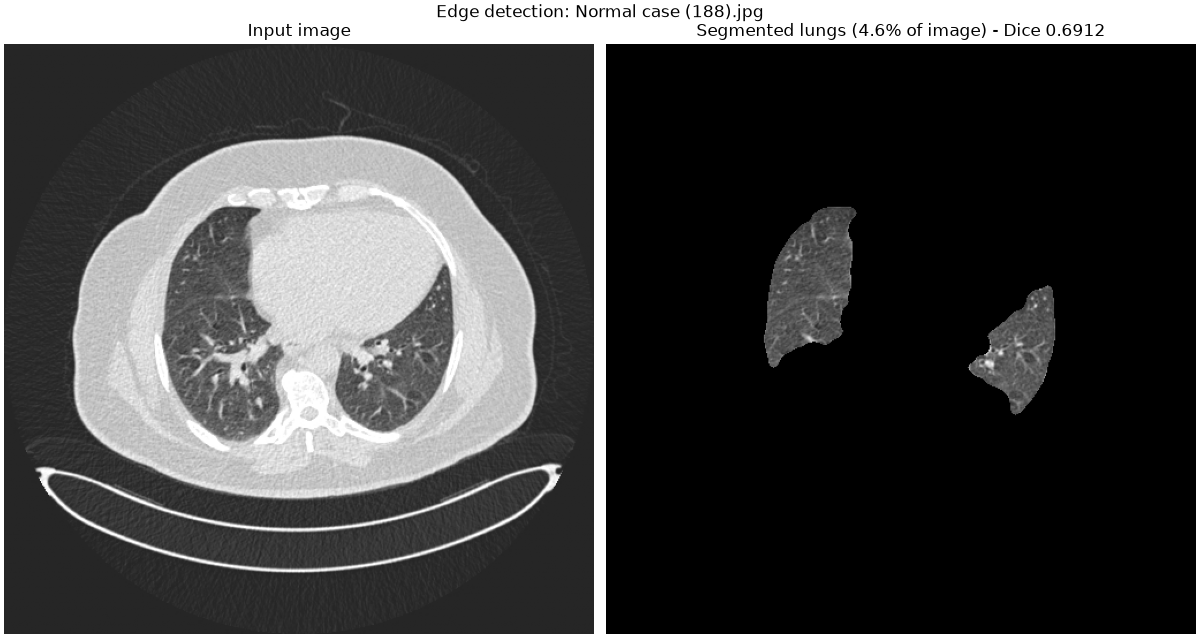 Edge detection: Normal case (188).jpg
Input image
Segmented lungs (4.6% of image) - Dice 0.6912